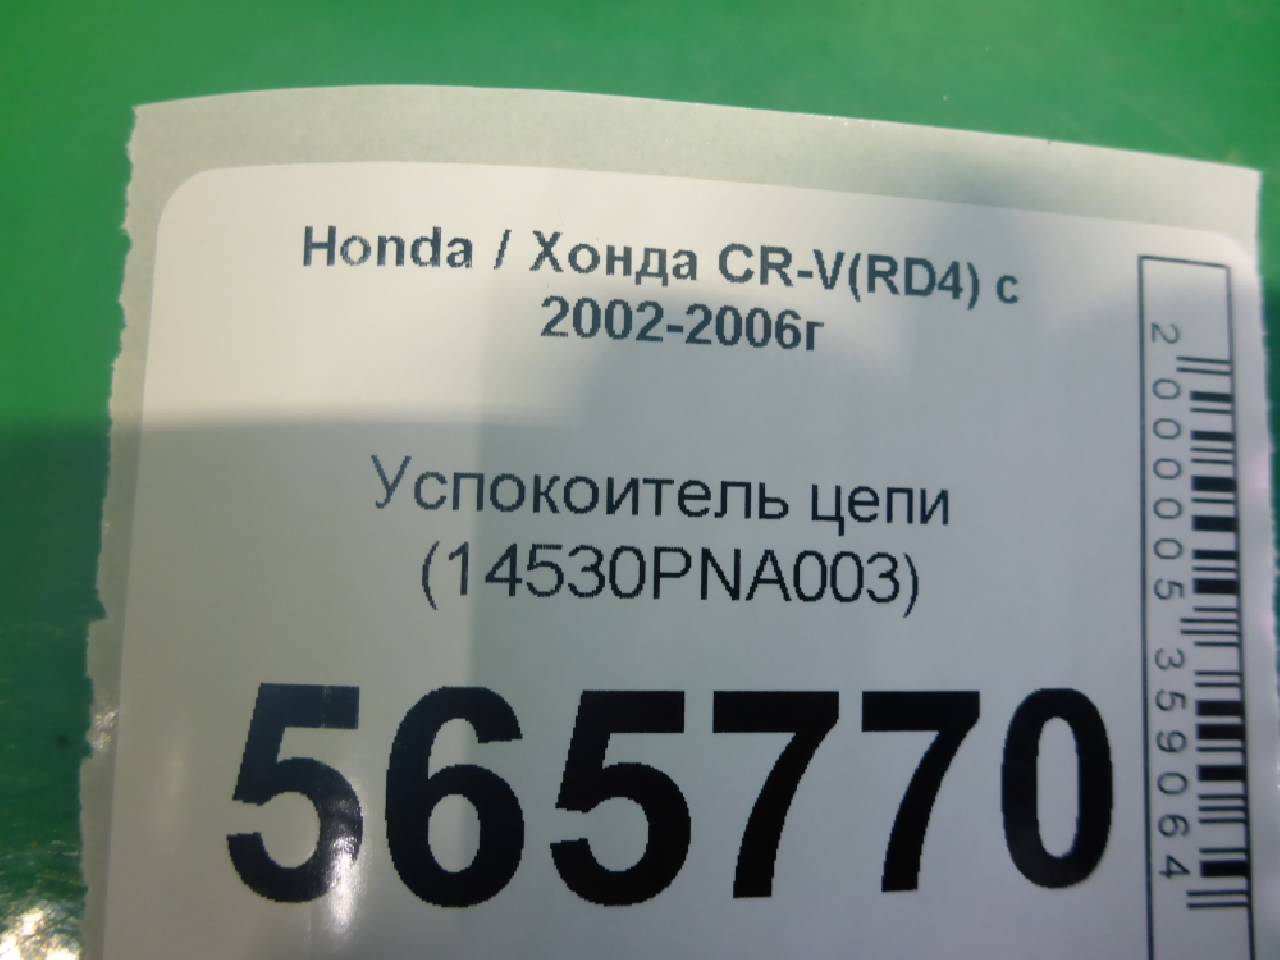 Honda / Хонда CR-V(RD4) с
2002-2006г
Успокоитель цепи
(14530PNA003)
565770
2000005359064